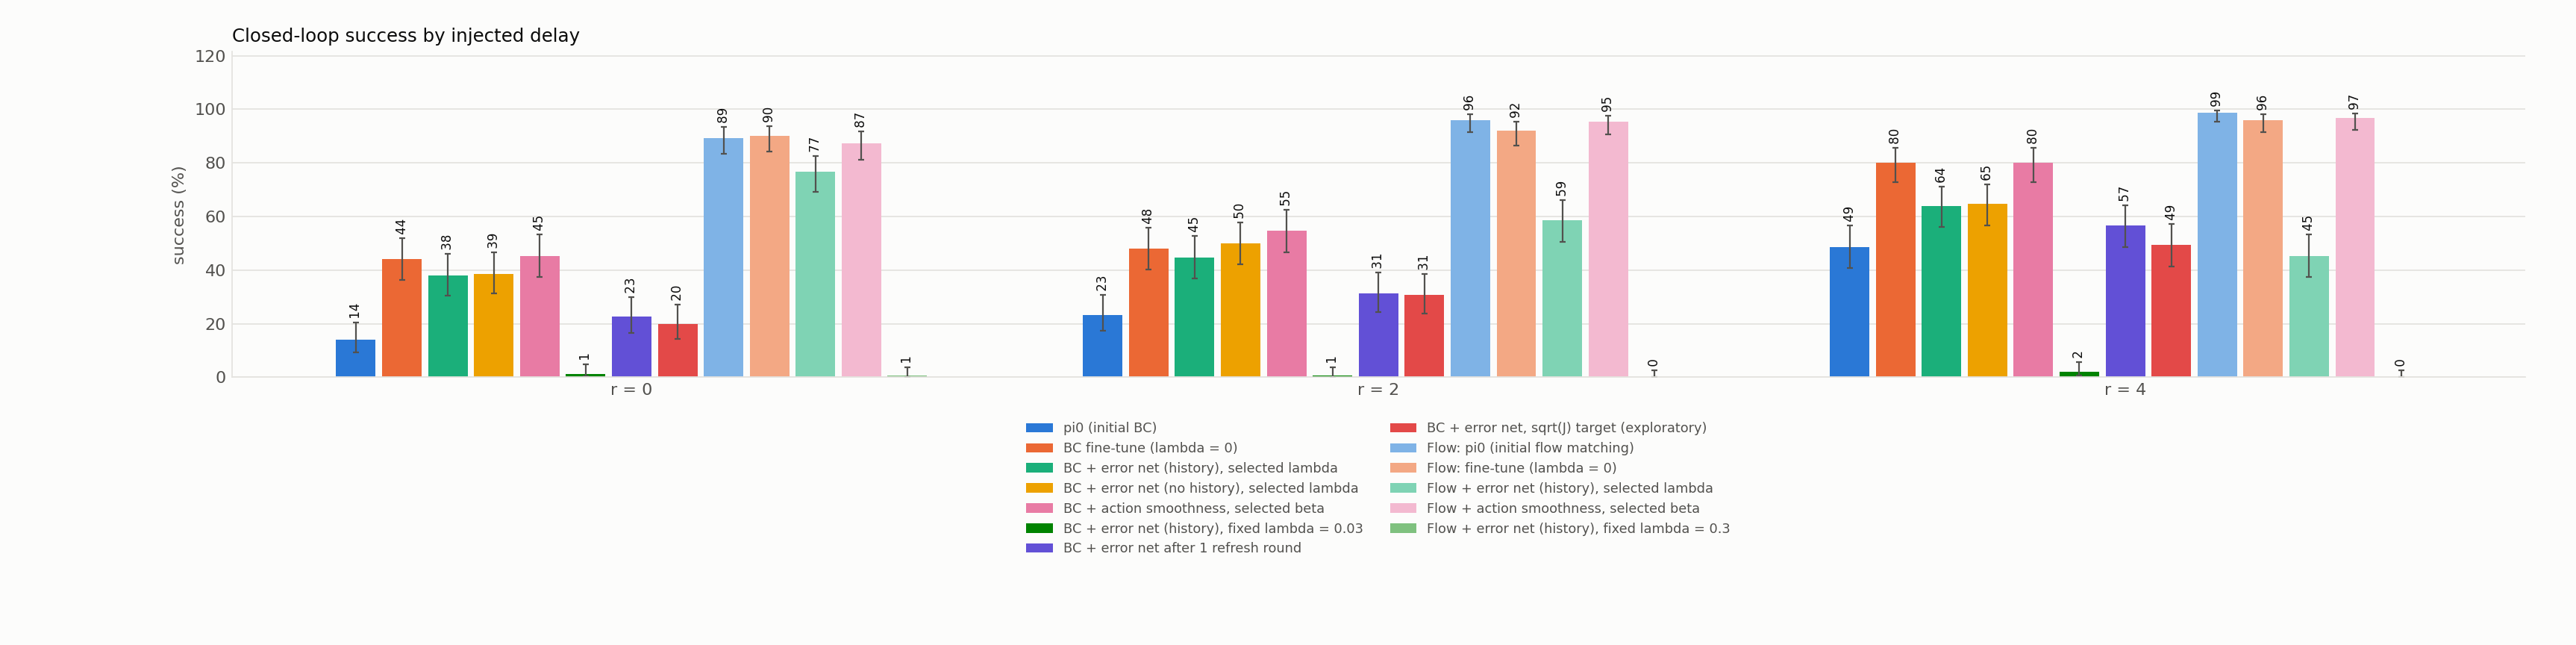 Closed-loop success by injected delay
success (%)
120
100
80
60
40
20
0
14
44
38
39
45
1
23
20
89
90
77
87
1
23
48
45
50
55
1
31
31
96
92
59
95
0
49
80
64
65
80
2
57
49
99
96
45
97
0
r = 0
r = 2
r = 4
pi0 (initial BC)
BC fine-tune (lambda = 0)
BC + error net (history), selected lambda
BC + error net (no history), selected lambda
BC + action smoothness, selected beta
BC + error net (history), fixed lambda = 0.03
BC + error net after 1 refresh round
BC + error net, sqrt(J) target (exploratory)
Flow: pi0 (initial flow matching)
Flow: fine-tune (lambda = 0)
Flow + error net (history), selected lambda
Flow + action smoothness, selected beta
Flow + error net (history), fixed lambda = 0.3